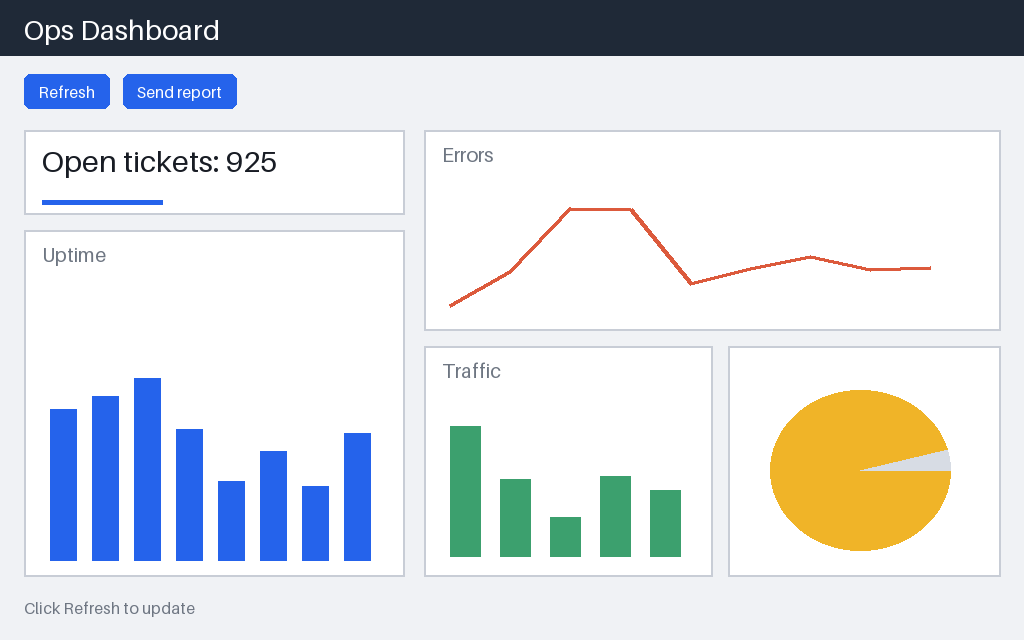 Ops Dashboard
Refresh
Send report
Open tickets: 925
Errors
Uptime
Traffic
Click Refresh to update